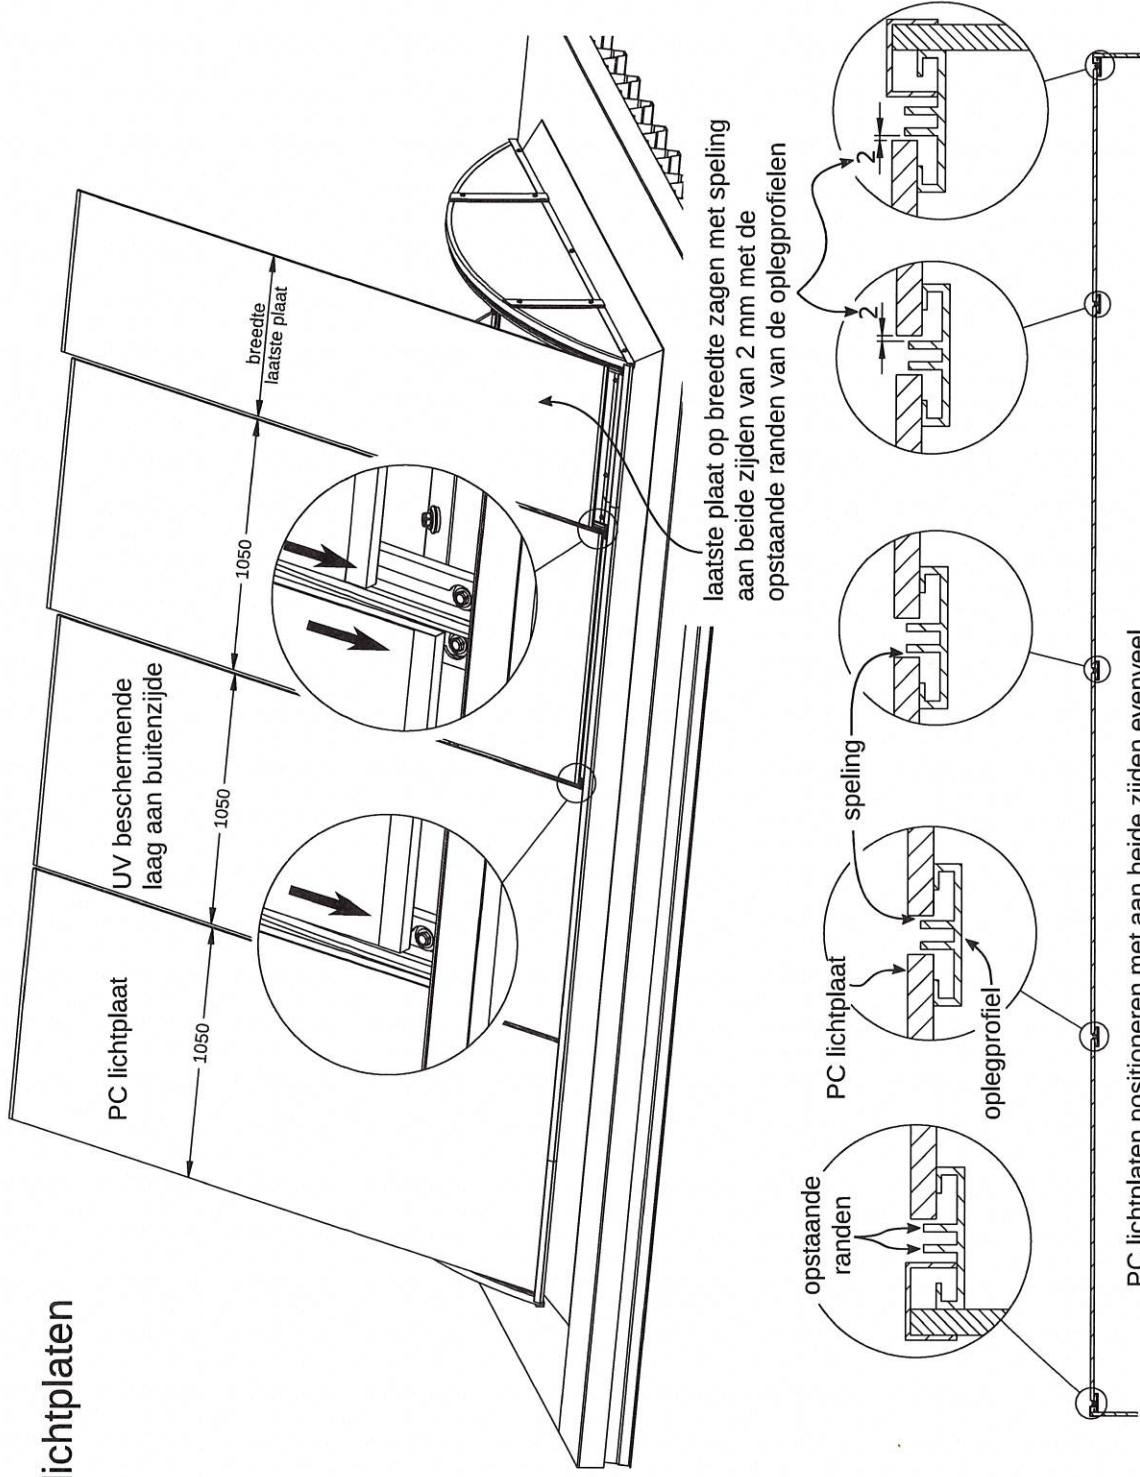 lichtplaten
PC lichtplaat
UV beschermende
laag aan buitenzijde
1050
1050
1050
breedte
laatste plaat
laatste plaat op breedte zagen met speling
aan beide zijden van 2 mm met de
opstaande randen van de oplegprofielen
opstaande
randen
PC lichtplaat
oplegprofiel
speling
2
2
PC lichtplaten positioneren met aan beide zijden evenveel